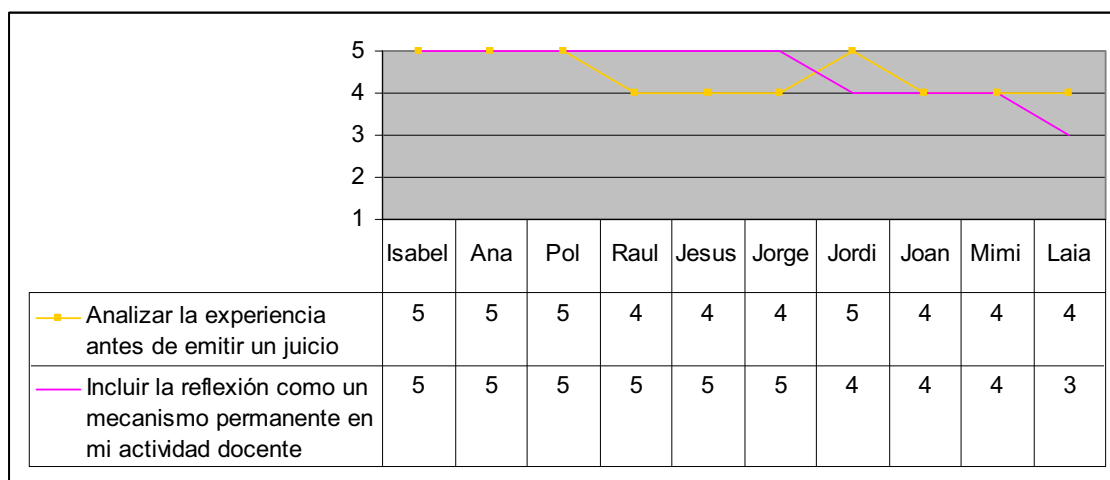 5
4
3
2
1
Isabel Ana Pol Raul Jesus Jorge Jordi Joan Mimi Laia
Analizar la experiencia 5 5 5 4 4 4 5 4 4 4
antes de emitir un juicio
Incluir la reflexión como un 5 5 5 5 5 5 4 4 4 3
mecanismo permanente en
mi actividad docente